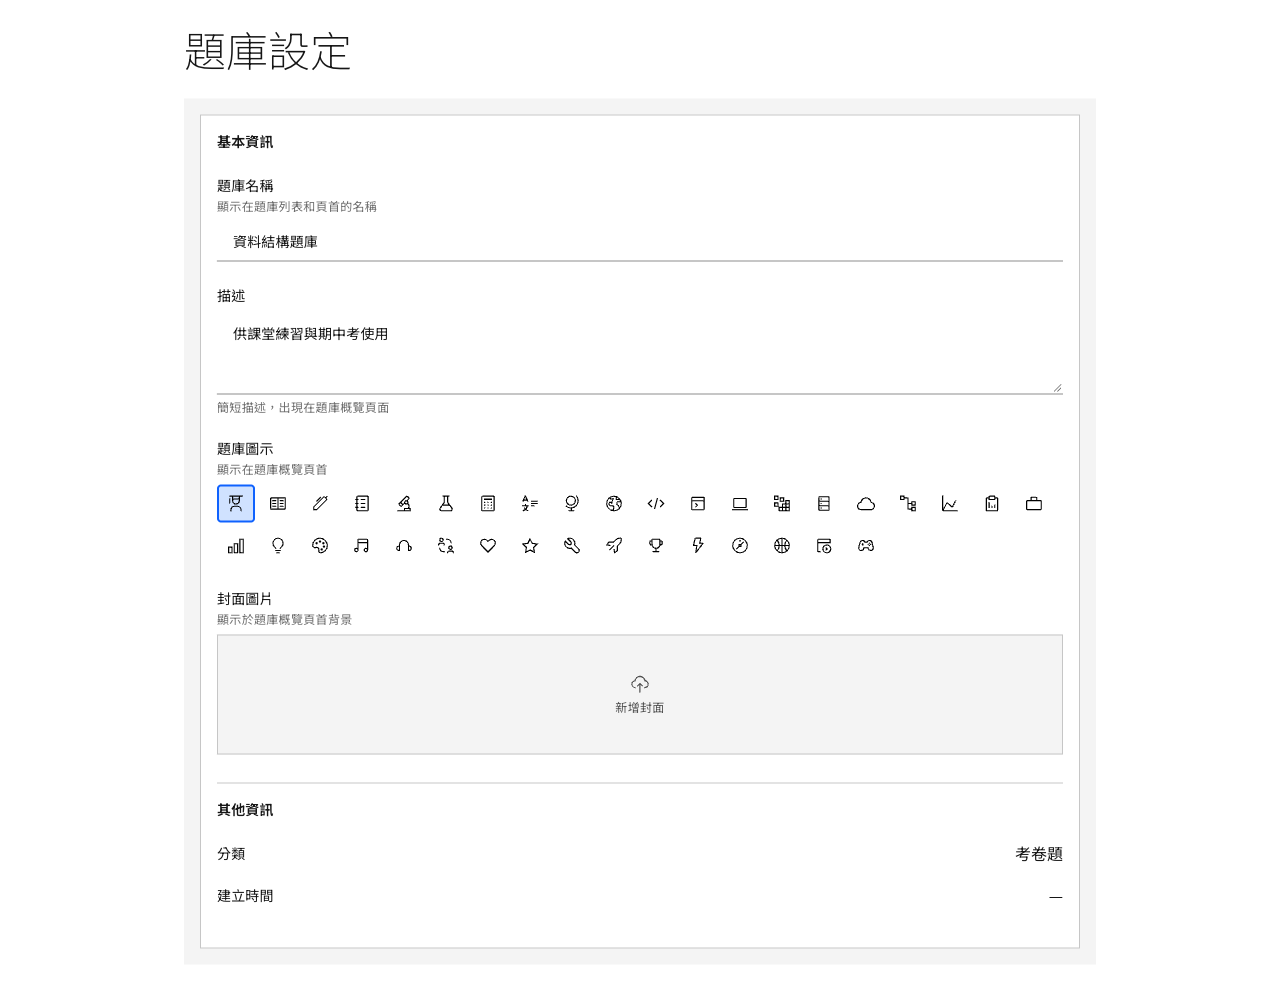 題庫設定
基本資訊
題庫名稱
顯示在題庫列表和頁首的名稱
資料結構題庫
描述
供課堂練習與期中考使用
簡短描述，出現在題庫概覽頁面
題庫圖示
顯示在題庫概覽頁首
封面圖片
顯示於題庫概覽頁首背景
新增封面
其他資訊
分類 考卷題
建立時間 —